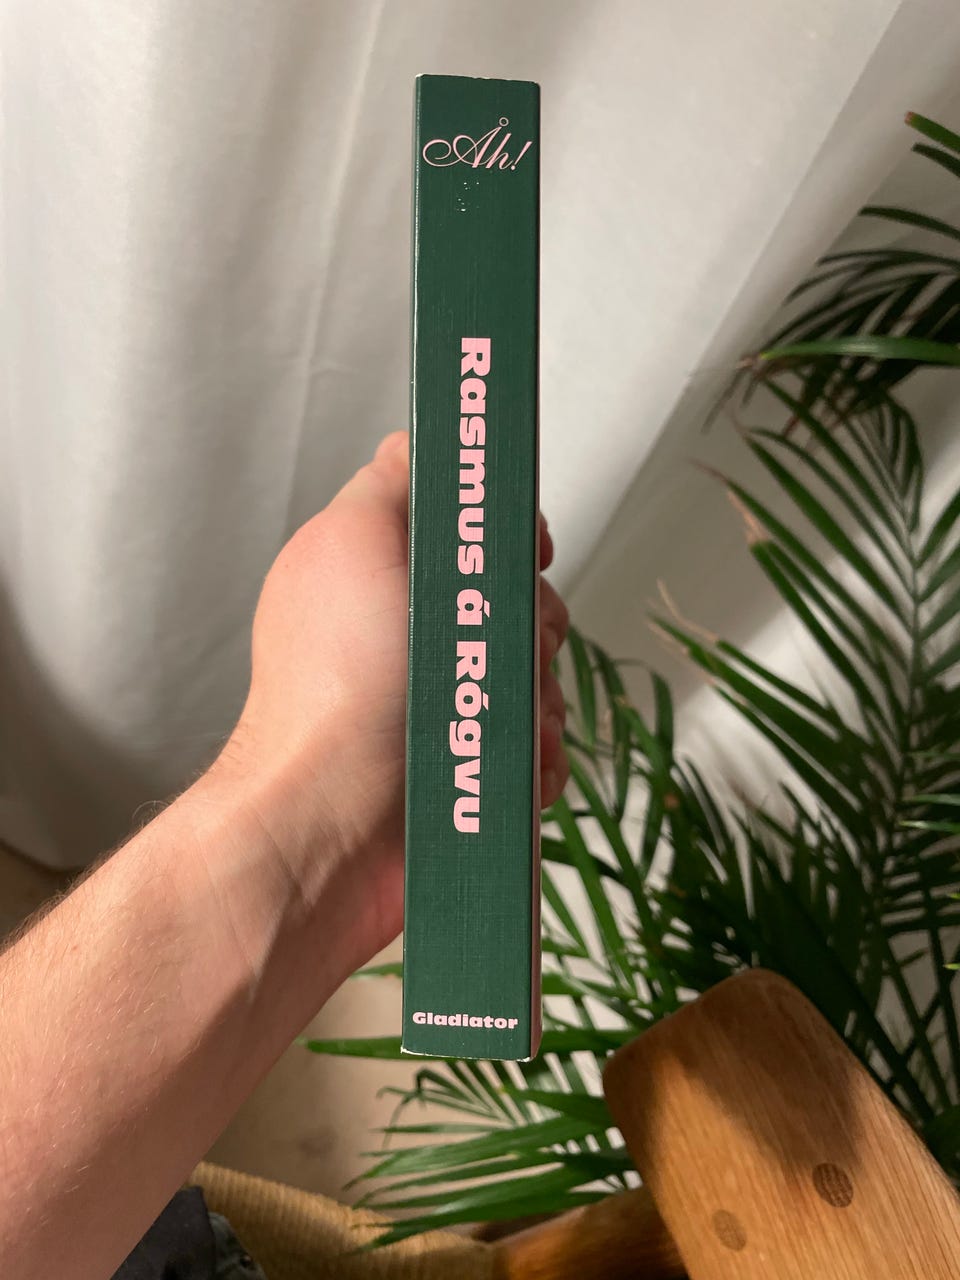 Åh!
Rasmus á Rógvu
Gladiator